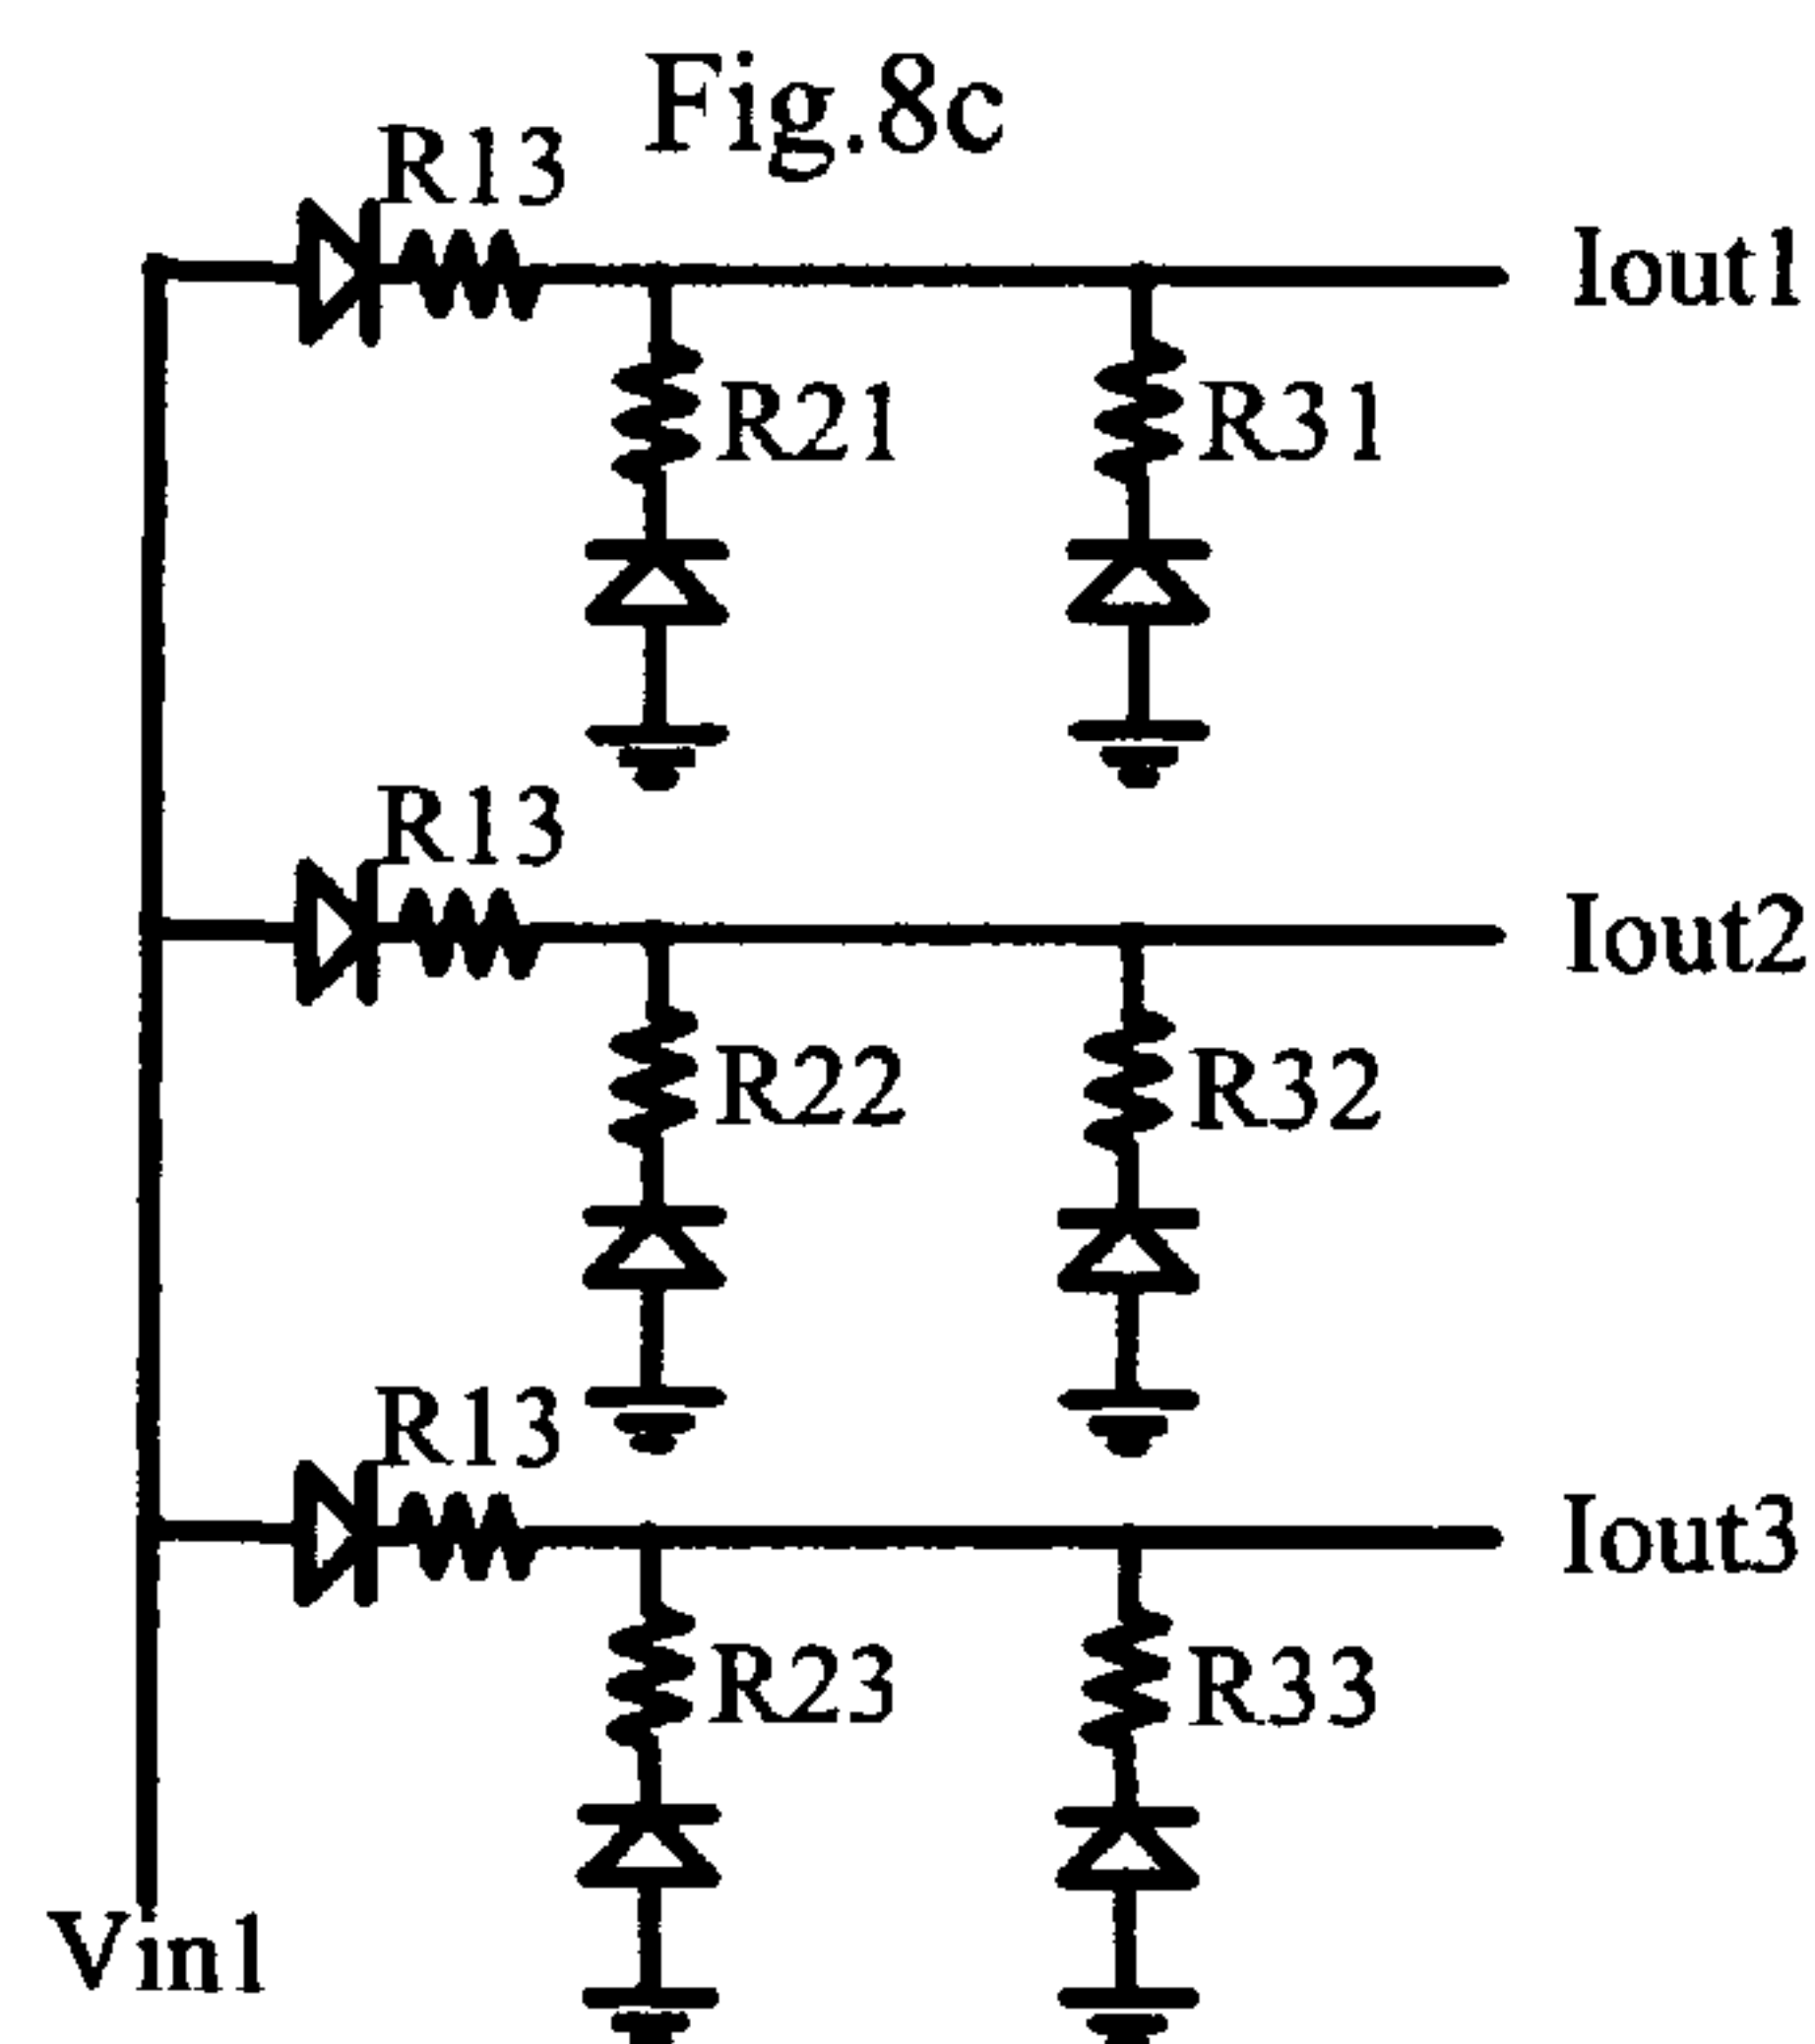 Fig.8c
R13
Iout1
R21
R31
R13
Iout2
R22
R32
R13
Iout3
R23
R33
Vin1